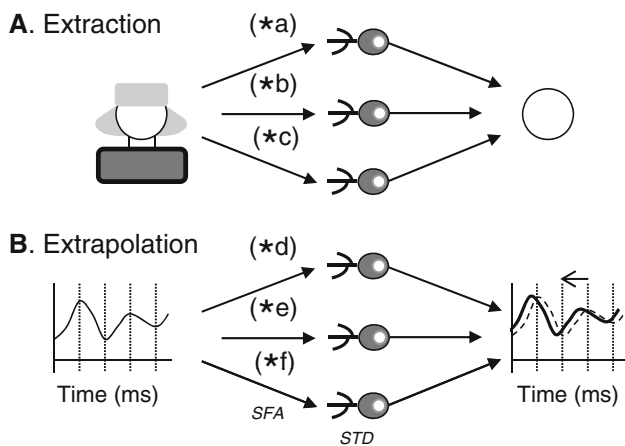 A. Extraction
(*a)
(*b)
(*c)
B. Extrapolation
(*d)
(*e)
(*f)
Time (ms)
SFA
STD
Time (ms)